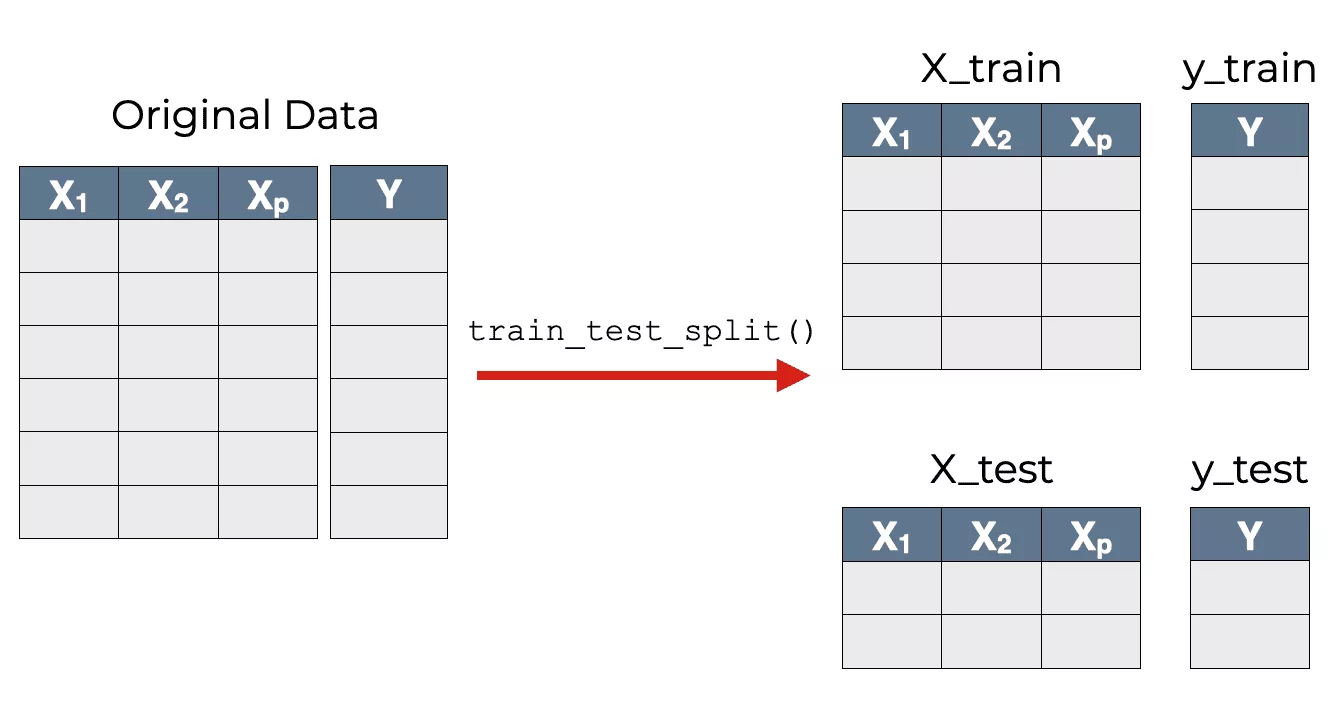 Original Data
X₁ X₂ Xₚ Y
train_test_split()
X_train y_train
X₁ X₂ Xₚ Y
X_test y_test
X₁ X₂ Xₚ Y